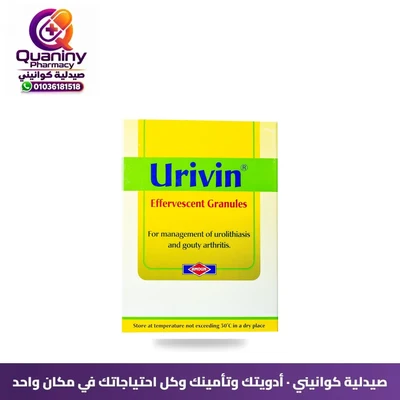 Quaniny
Pharmacy
صيدلية كوانيني
01036181518
Urivin®
Effervescent Granules
For management of urolithiasis
and gouty arthritis.
Store at temperature not exceeding 30°C in a dry place
صيدلية كوانيني - أدويتك وتأمينك وكل احتياجاتك في مكان واحد